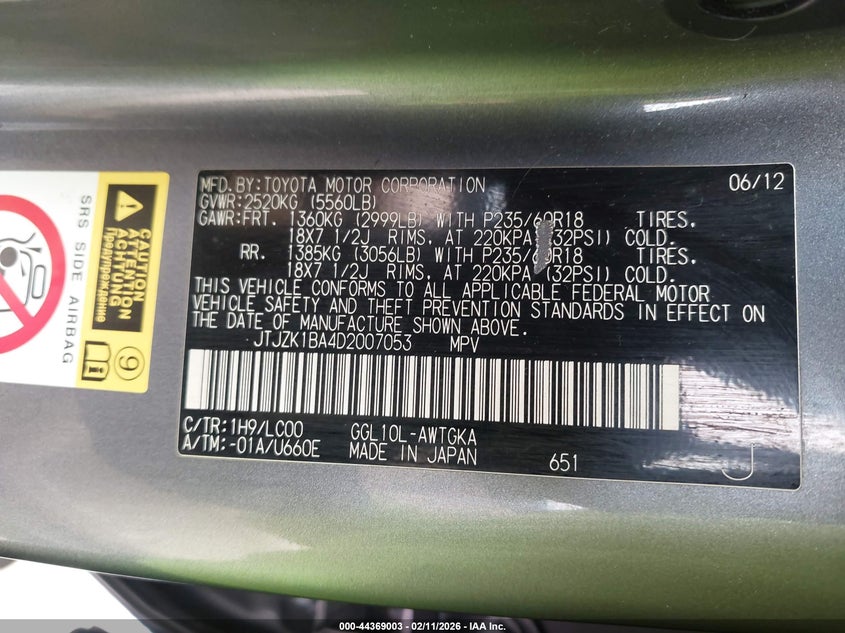 MFD.BY:TOYOTA MOTOR CORPORATION 06/12
GVWR:2520KG (5560LB)
GAWR:FRT. 1360KG (2999LB) WITH P235/60R18 TIRES.
18X7 1/2J RIMS. AT 220KPA (32PSI) COLD.
RR. 1385KG (3056LB) WITH P235/60R18 TIRES.
18X7 1/2J RIMS. AT 220KPA (32PSI) COLD.
THIS VEHICLE CONFORMS TO ALL APPLICABLE FEDERAL MOTOR
VEHICLE SAFETY AND THEFT PREVENTION STANDARDS IN EFFECT ON
THE DATE OF MANUFACTURE SHOWN ABOVE.
JTJZK1BA4D2007053 MPV
C/TR:1H9/LC00 GGL10L-AWTGKA
A/TM:-01A/U660E MADE IN JAPAN 651
J
SRS SIDE AIRBAG
CAUTION
ATTENTION
ACHTUNG
Предупреждение
9
000-44369003 - 02/11/2026 - IAA Inc.